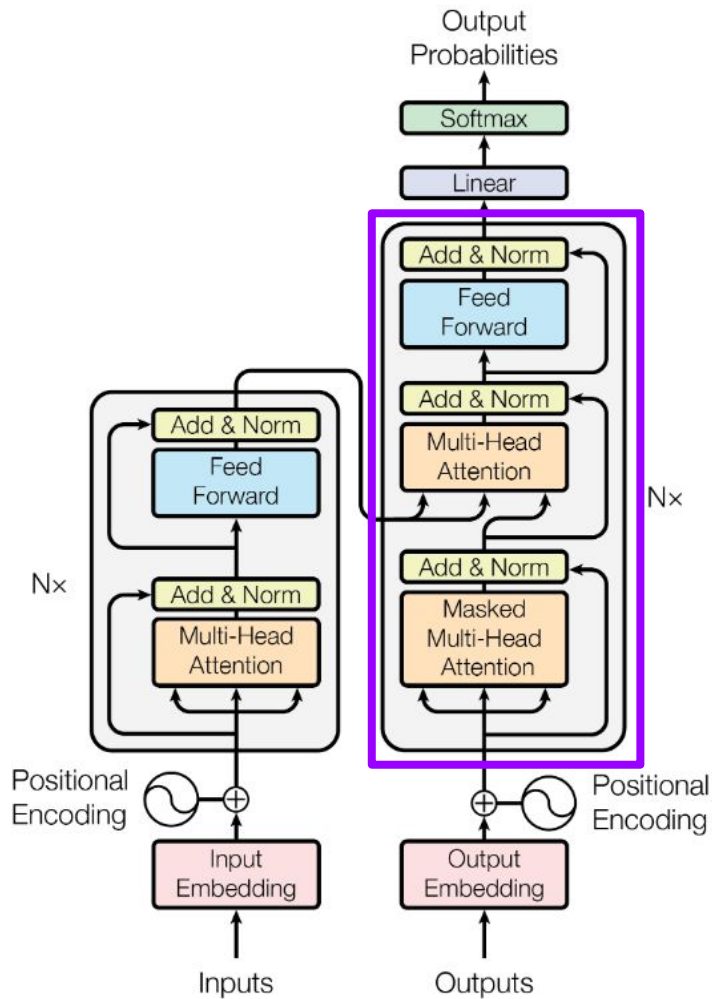 Output
Probabilities
Softmax
Linear
Add & Norm
Feed
Forward
Add & Norm
Multi-Head
Attention
Nx
Add & Norm
Masked
Multi-Head
Attention
Add & Norm
Feed
Forward
Nx
Add & Norm
Multi-Head
Attention
Positional
Encoding
Positional
Encoding
Input
Embedding
Output
Embedding
Inputs
Outputs